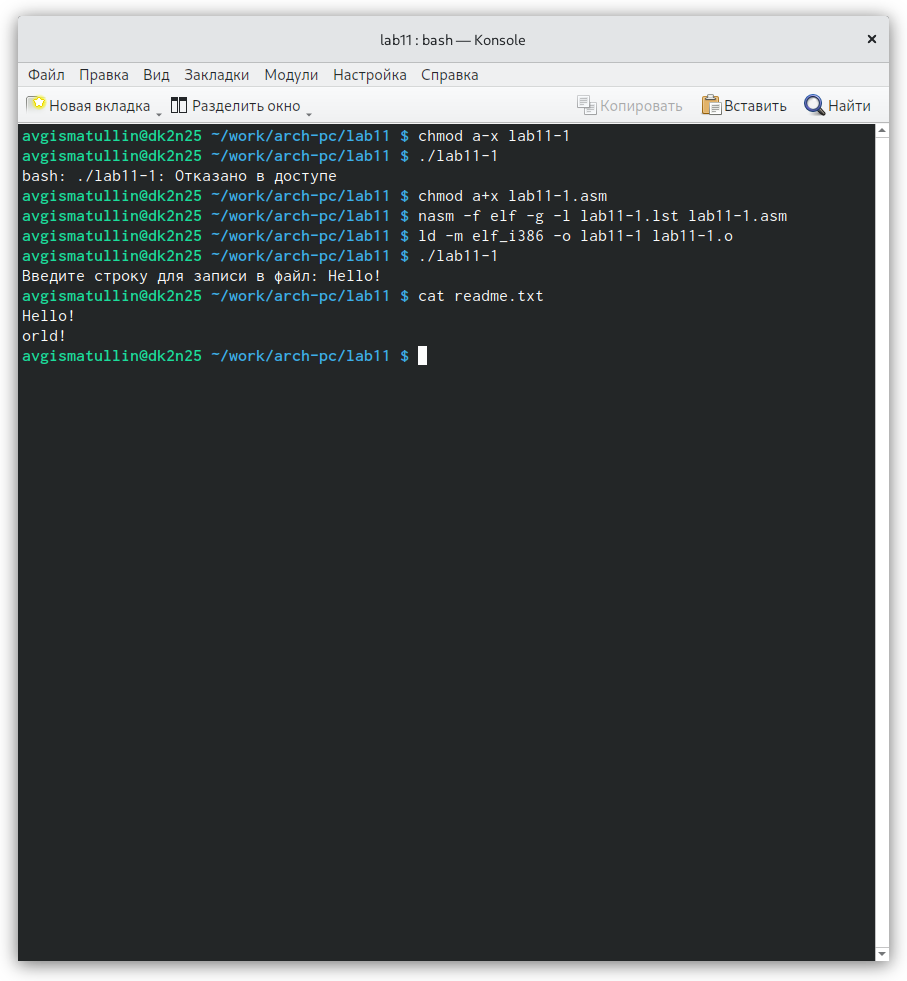 lab11 : bash — Konsole
Файл Правка Вид Закладки Модули Настройка Справка
Новая вкладка Разделить окно Копировать Вставить Найти
avgismatullin@dk2n25 ~/work/arch-pc/lab11 $ chmod a-x lab11-1
avgismatullin@dk2n25 ~/work/arch-pc/lab11 $ ./lab11-1
bash: ./lab11-1: Отказано в доступе
avgismatullin@dk2n25 ~/work/arch-pc/lab11 $ chmod a+x lab11-1.asm
avgismatullin@dk2n25 ~/work/arch-pc/lab11 $ nasm -f elf -g -l lab11-1.lst lab11-1.asm
avgismatullin@dk2n25 ~/work/arch-pc/lab11 $ ld -m elf_i386 -o lab11-1 lab11-1.o
avgismatullin@dk2n25 ~/work/arch-pc/lab11 $ ./lab11-1
Введите строку для записи в файл: Hello!
avgismatullin@dk2n25 ~/work/arch-pc/lab11 $ cat readme.txt
Hello!
orld!
avgismatullin@dk2n25 ~/work/arch-pc/lab11 $